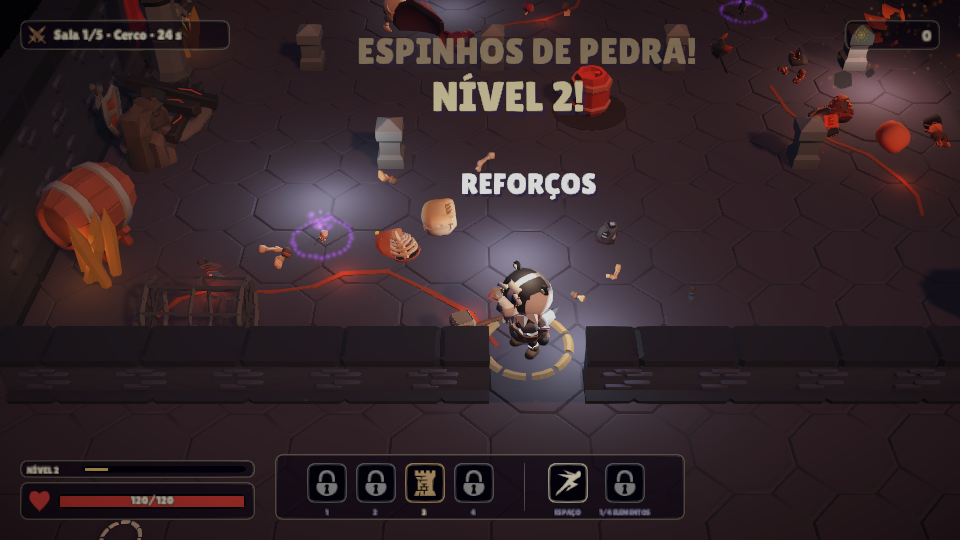 Sala 1/5 · Cerco · 24 s
0
ESPINHOS DE PEDRA!
NÍVEL 2!
REFORÇOS
NÍVEL 2
120/120
1
2
3
4
ESPAÇO
1/4 ELEMENTOS